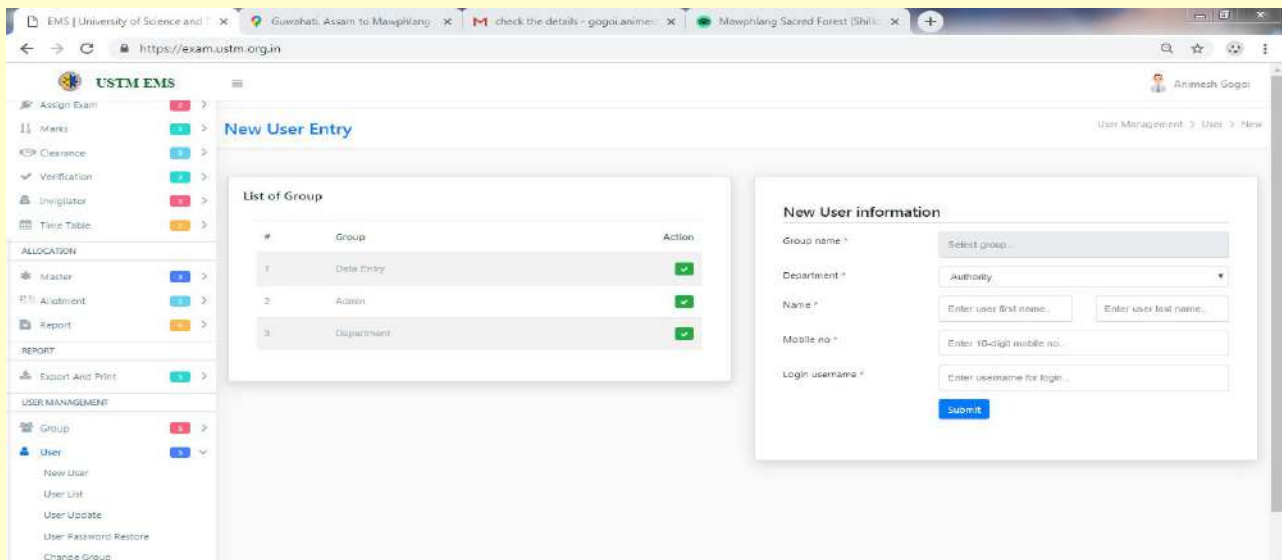 EMS | University of Science and T
Guwahati, Assam to Mawphlang
check the details - gogoi.animes
Mawphlang Sacred Forest (Shillo
https://exam.ustm.org.in
USTM EMS
Animesh Gogoi
Assign Exam
Marks
Clearance
Verification
Invigilator
Time Table
ALLOCATION
Master
Allotment
Report
REPORT
Export And Print
USER MANAGEMENT
Group
User
New User
User List
User Update
User Password Restore
Change Group
New User Entry
User Management > User > New
List of Group
# Group Action
1 Data Entry
2 Admin
3 Department
New User information
Group name * Select group...
Department * Authority
Name * Enter user first name.. Enter user last name..
Mobile no * Enter 10-digit mobile no...
Login username * Enter username for login...
Submit